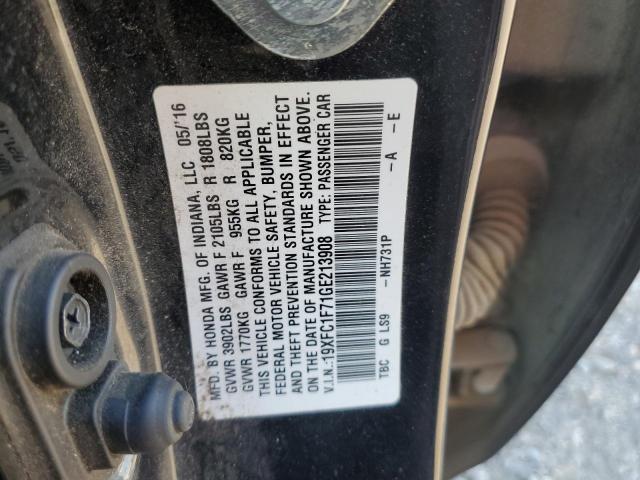 MFD. BY HONDA MFG. OF INDIANA, LLC 05/'16
GVWR 3902LBS GAWR F 2105LBS R 1808LBS
GVWR 1770KG GAWR F 955KG R 820KG
THIS VEHICLE CONFORMS TO ALL APPLICABLE
FEDERAL MOTOR VEHICLE SAFETY, BUMPER,
AND THEFT PREVENTION STANDARDS IN EFFECT
ON THE DATE OF MANUFACTURE SHOWN ABOVE.
V.I.N.: 19XFC1F71GE213908 TYPE: PASSENGER CAR
TBC G LS9 -NH731P -A -E